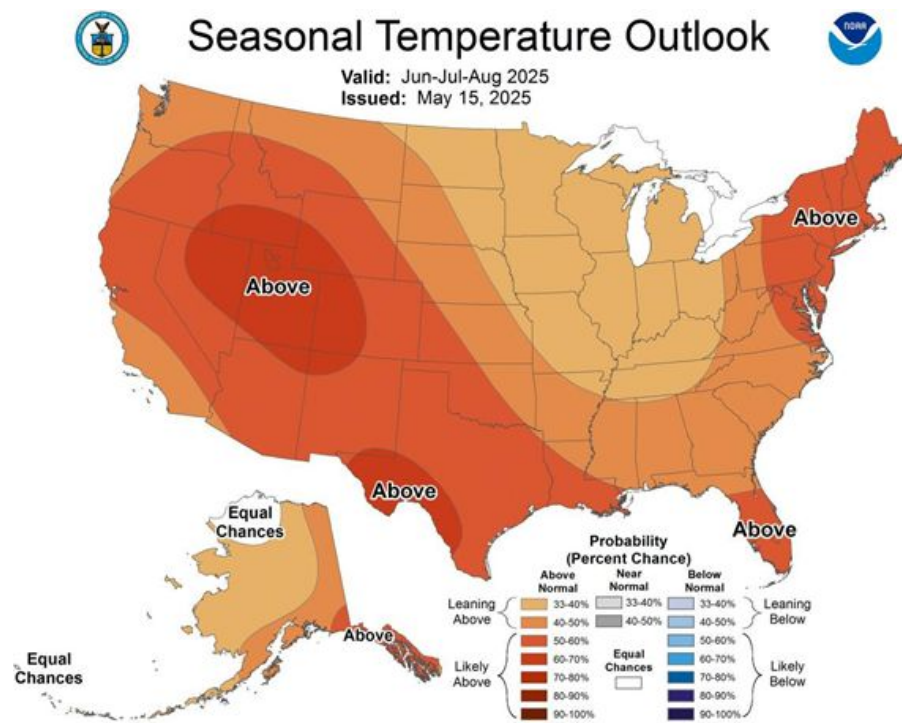 Seasonal Temperature Outlook
NOAA
Valid: Jun-Jul-Aug 2025
Issued: May 15, 2025
Above
Above
Above
Above
Equal
Chances
Above
Equal
Chances
Probability
(Percent Chance)
Above
Normal
Near
Normal
Below
Normal
Leaning
Above
33-40%
33-40%
33-40%
Leaning
Below
40-50%
40-50%
40-50%
Likely
Above
50-60%
50-60%
Likely
Below
60-70%
Equal
Chances
60-70%
70-80%
70-80%
80-90%
80-90%
90-100%
90-100%